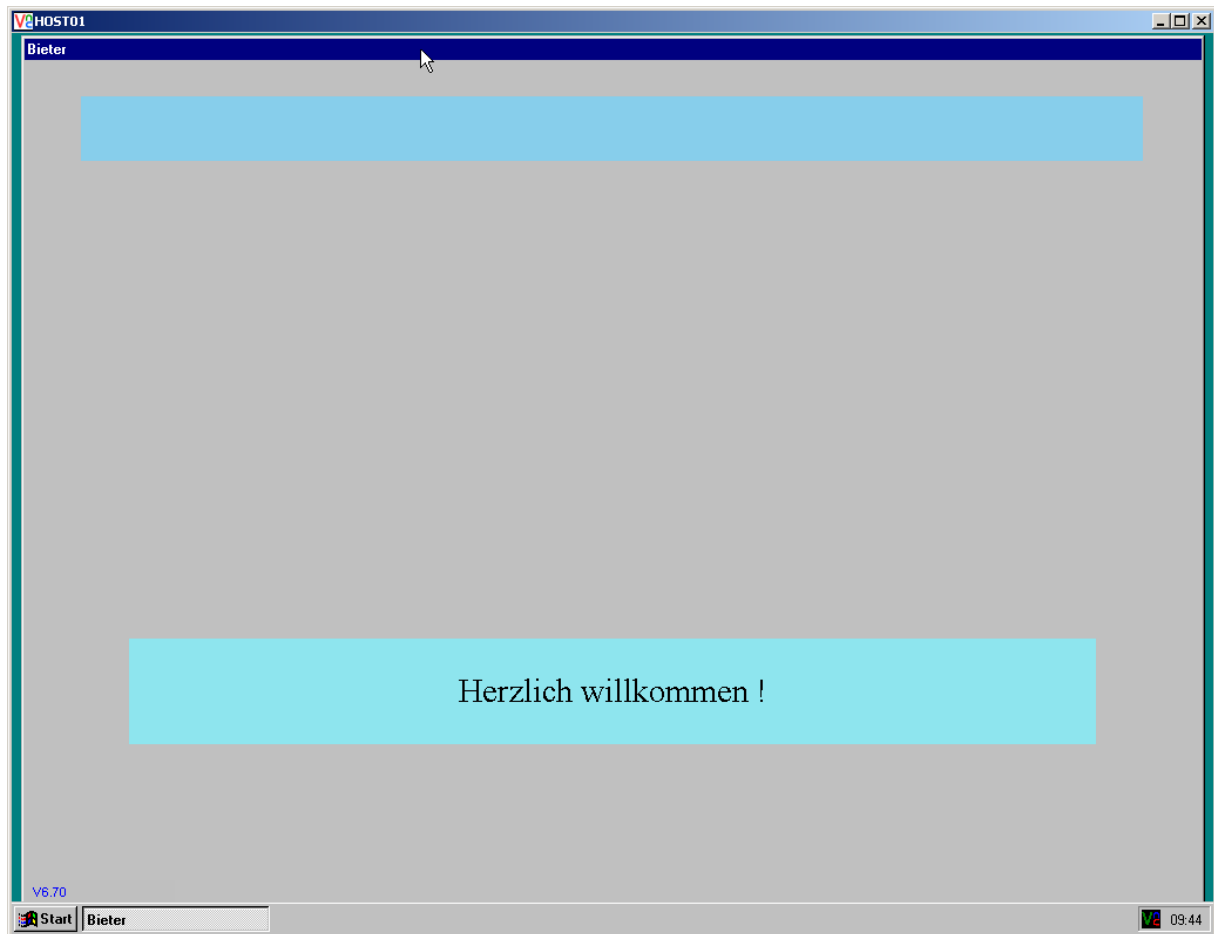 HOST01
Bieter
Herzlich willkommen !
V6.70
Start Bieter 09:44